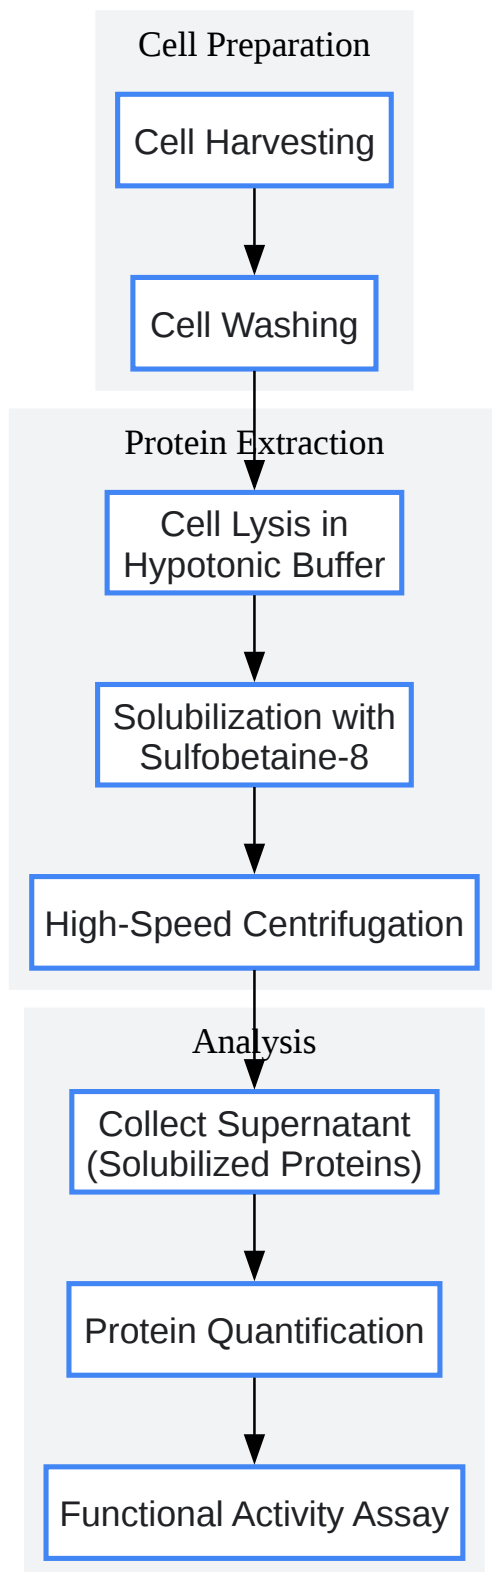 Cell Preparation
Cell Harvesting
Cell Washing
Protein Extraction
Cell Lysis in
Hypotonic Buffer
Solubilization with
Sulfobetaine-8
High-Speed Centrifugation
Analysis
Collect Supernatant
(Solubilized Proteins)
Protein Quantification
Functional Activity Assay